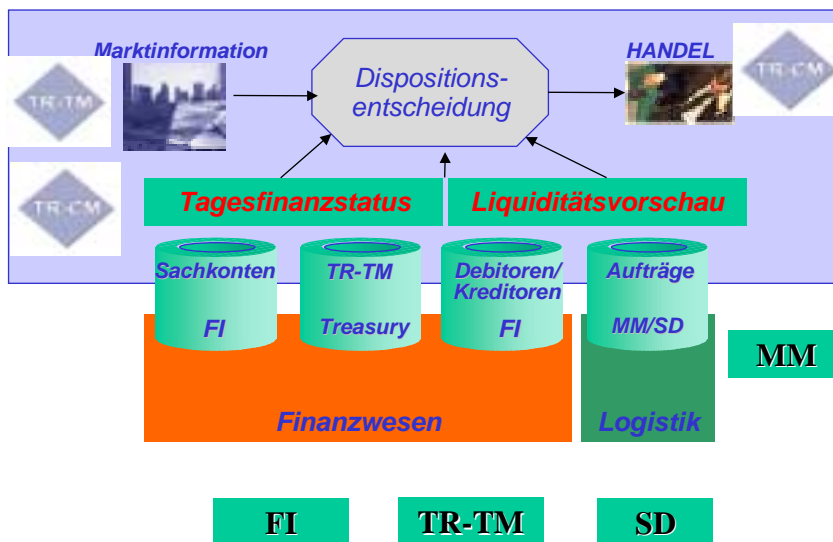 Marktinformation
HANDEL
TR-TM
TR-CM
TR-CM
Dispositions-
entscheidung
Tagesfinanzstatus
Liquiditätsvorschau
Sachkonten
FI
TR-TM
Treasury
Debitoren/
Kreditoren
FI
Aufträge
MM/SD
MM
Finanzwesen
Logistik
FI
TR-TM
SD